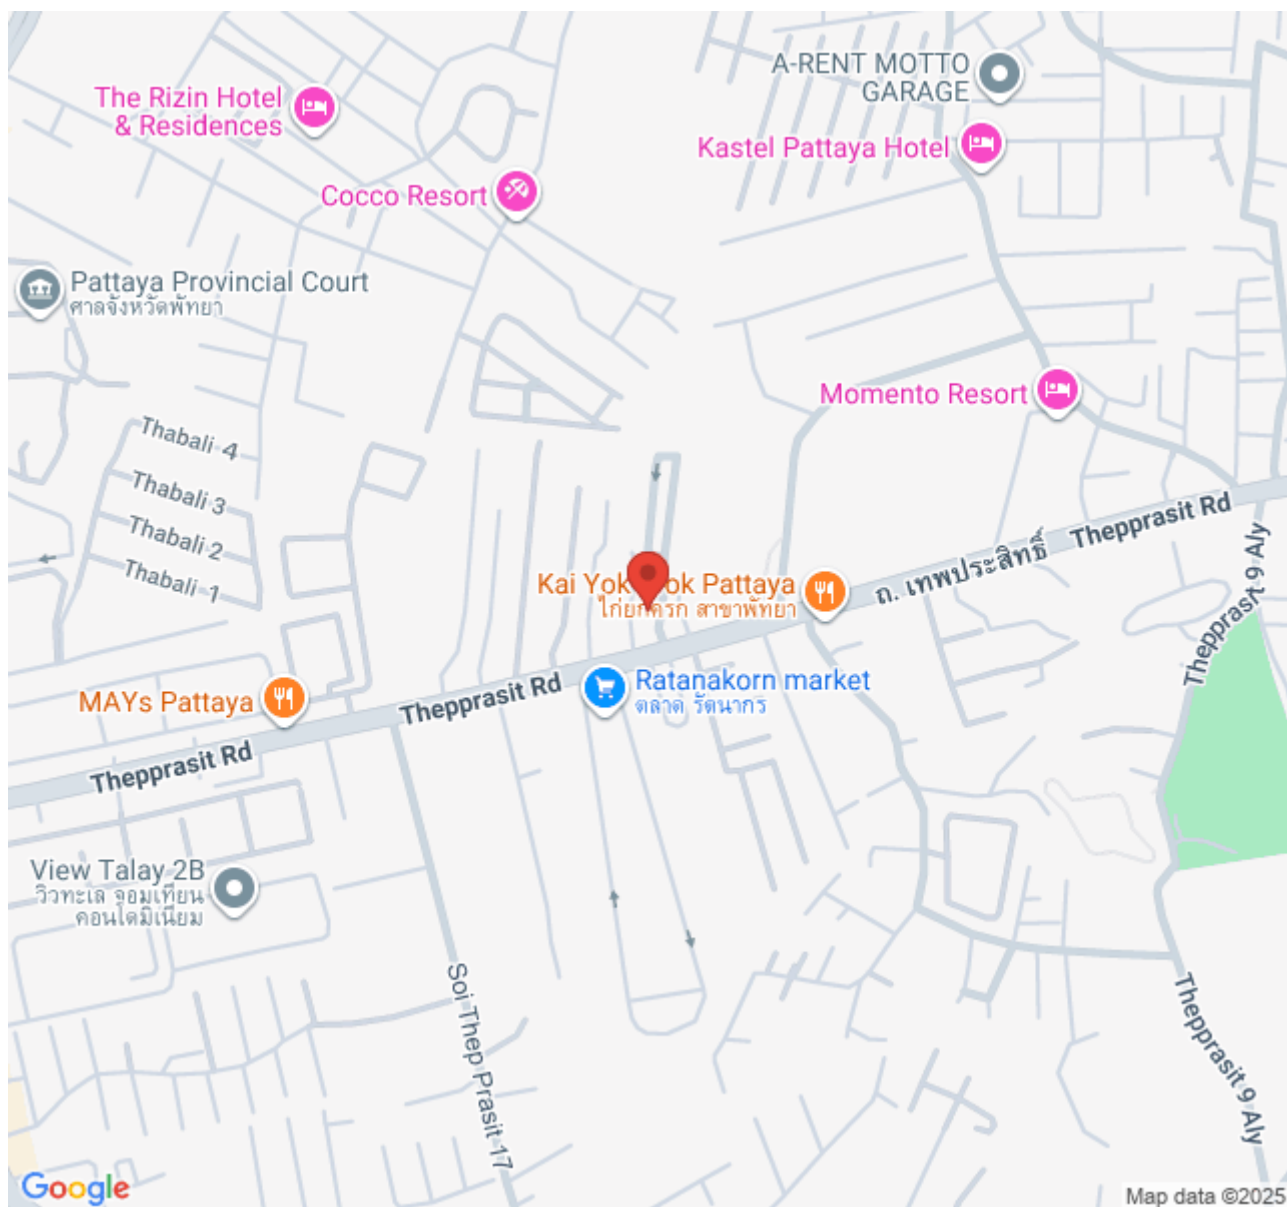 A-RENT MOTTO
GARAGE
The Rizin Hotel
& Residences
Kastel Pattaya Hotel
Cocco Resort
Pattaya Provincial Court
ศาลจังหวัดพัทยา
Momento Resort
Thabali 4
Thabali 3
Thabali 2
Thabali 1
Thepprasit Rd
ถ. เทพประสิทธิ์
Thepprasit 9 Aly
Kai Yok Pattaya
สาขาพัทยา
Ratanakorn market
ตลาด รัตนากร
Thepprasit Rd
MAYs Pattaya
Thepprasit Rd
View Talay 2B
วิวทะเล จอมเทียน
คอนโดมิเนียม
Soi Thep Prasit 17
Thepprasit 9 Aly
Google
Map data ©2025